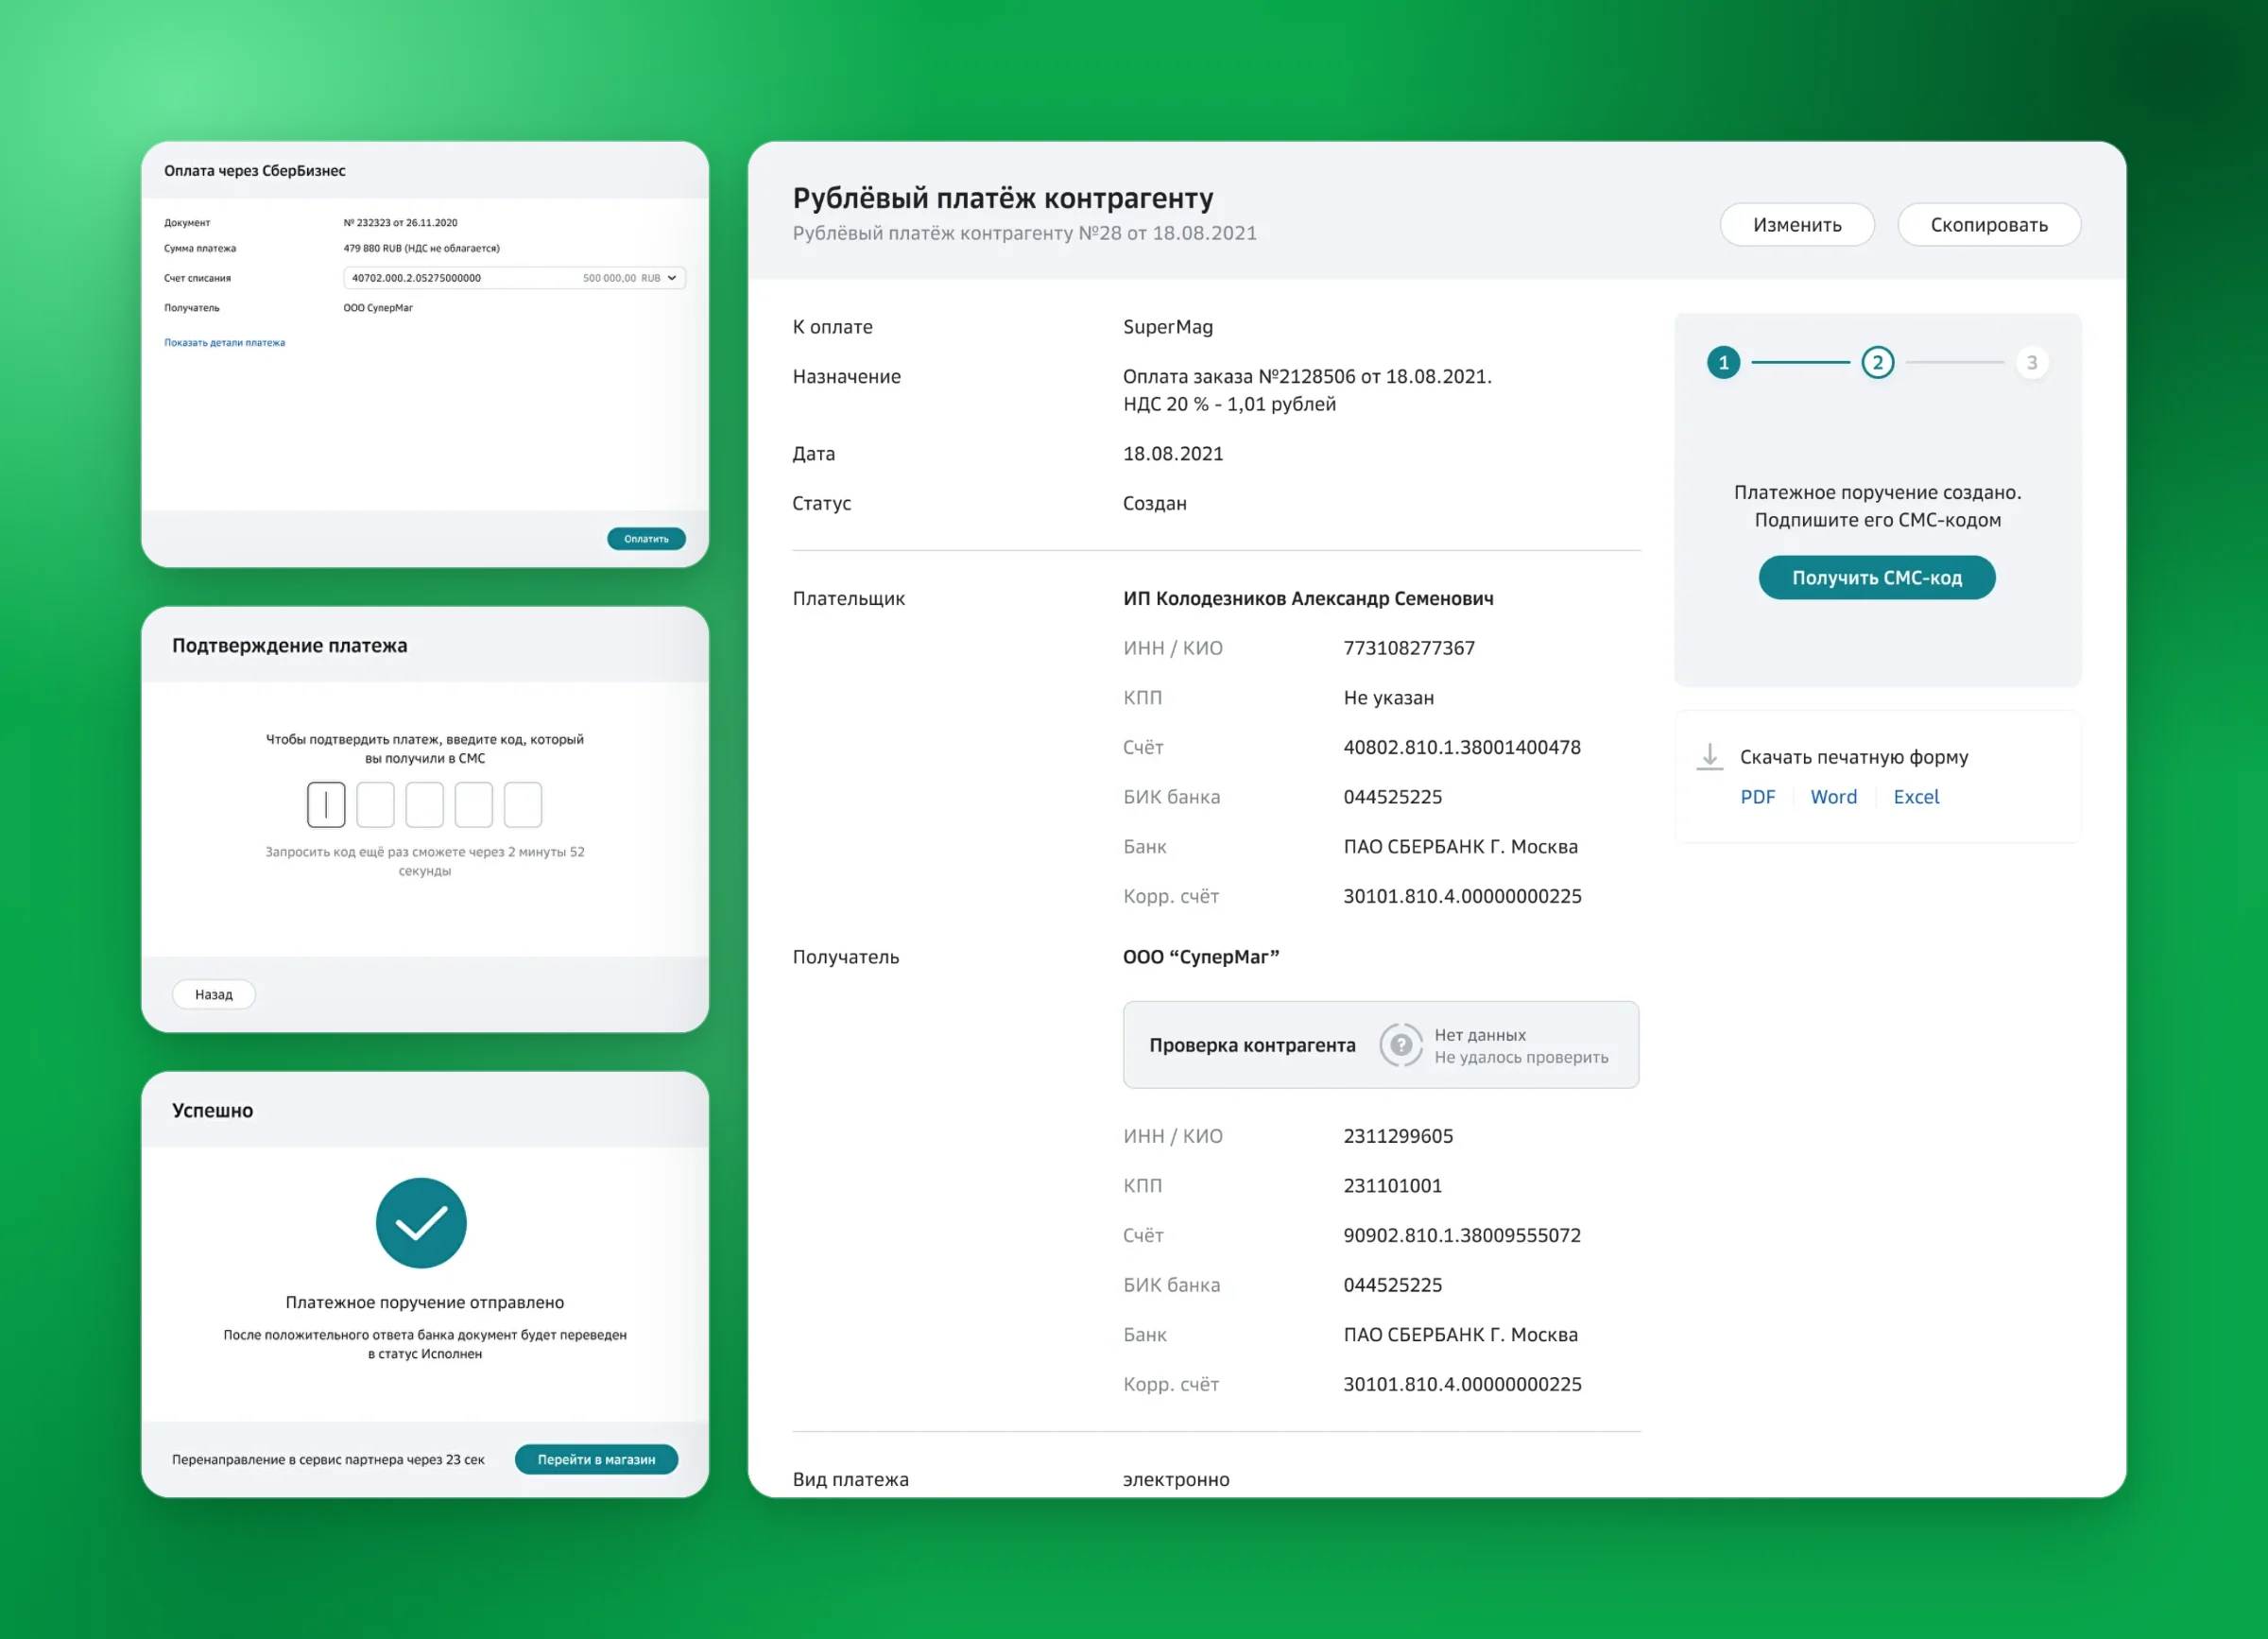 Оплата через СберБизнес
Документ № 232323 от 26.11.2020
Сумма платежа 479 880 RUB (НДС не облагается)
Счет списания 40702.000.2.05275000000 500 000,00 RUB
Получатель ООО СуперМаг
Показать детали платежа
Оплатить
Подтверждение платежа
Чтобы подтвердить платеж, введите код, который
вы получили в СМС
Запросить код ещё раз сможете через 2 минуты 52
секунды
Назад
Успешно
Платежное поручение отправлено
После положительного ответа банка документ будет переведен
в статус Исполнен
Перенаправление в сервис партнера через 23 сек Перейти в магазин
Рублёвый платёж контрагенту
Рублёвый платёж контрагенту №28 от 18.08.2021
Изменить Скопировать
К оплате SuperMag
Назначение Оплата заказа №2128506 от 18.08.2021.
НДС 20 % - 1,01 рублей
Дата 18.08.2021
Статус Создан
Плательщик ИП Колодезников Александр Семенович
ИНН / КИО 773108277367
КПП Не указан
Счёт 40802.810.1.38001400478
БИК банка 044525225
Банк ПАО СБЕРБАНК Г. Москва
Корр. счёт 30101.810.4.00000000225
Получатель ООО “СуперМаг”
Проверка контрагента ? Нет данных
Не удалось проверить
ИНН / КИО 2311299605
КПП 231101001
Счёт 90902.810.1.38009555072
БИК банка 044525225
Банк ПАО СБЕРБАНК Г. Москва
Корр. счёт 30101.810.4.00000000225
Вид платежа электронно
1 2 3
Платежное поручение создано.
Подпишите его СМС-кодом
Получить СМС-код
Скачать печатную форму
PDF Word Excel